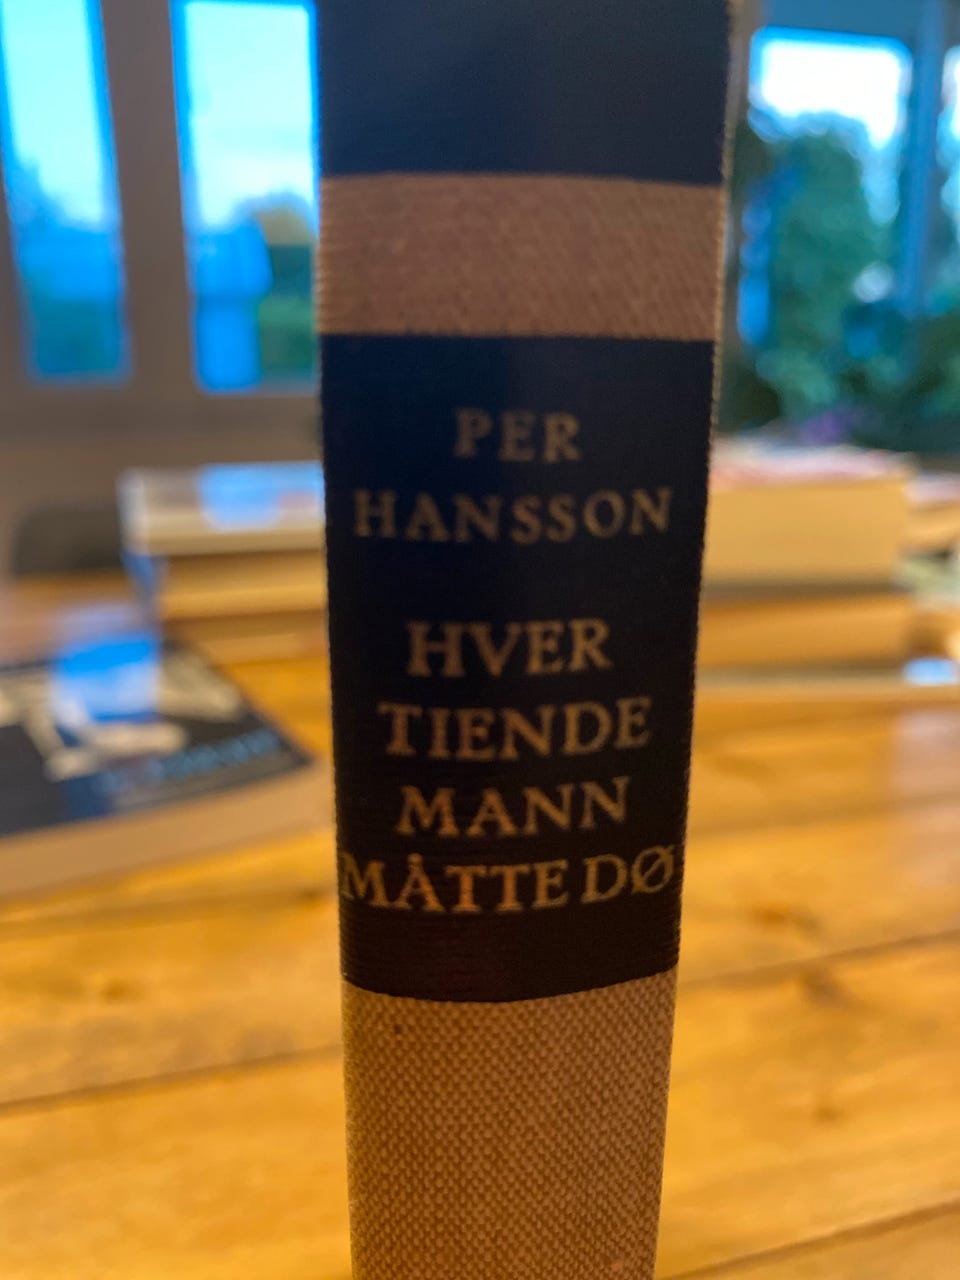 PER
HANSSON
HVER
TIENDE
MANN
MÅTTE DØ